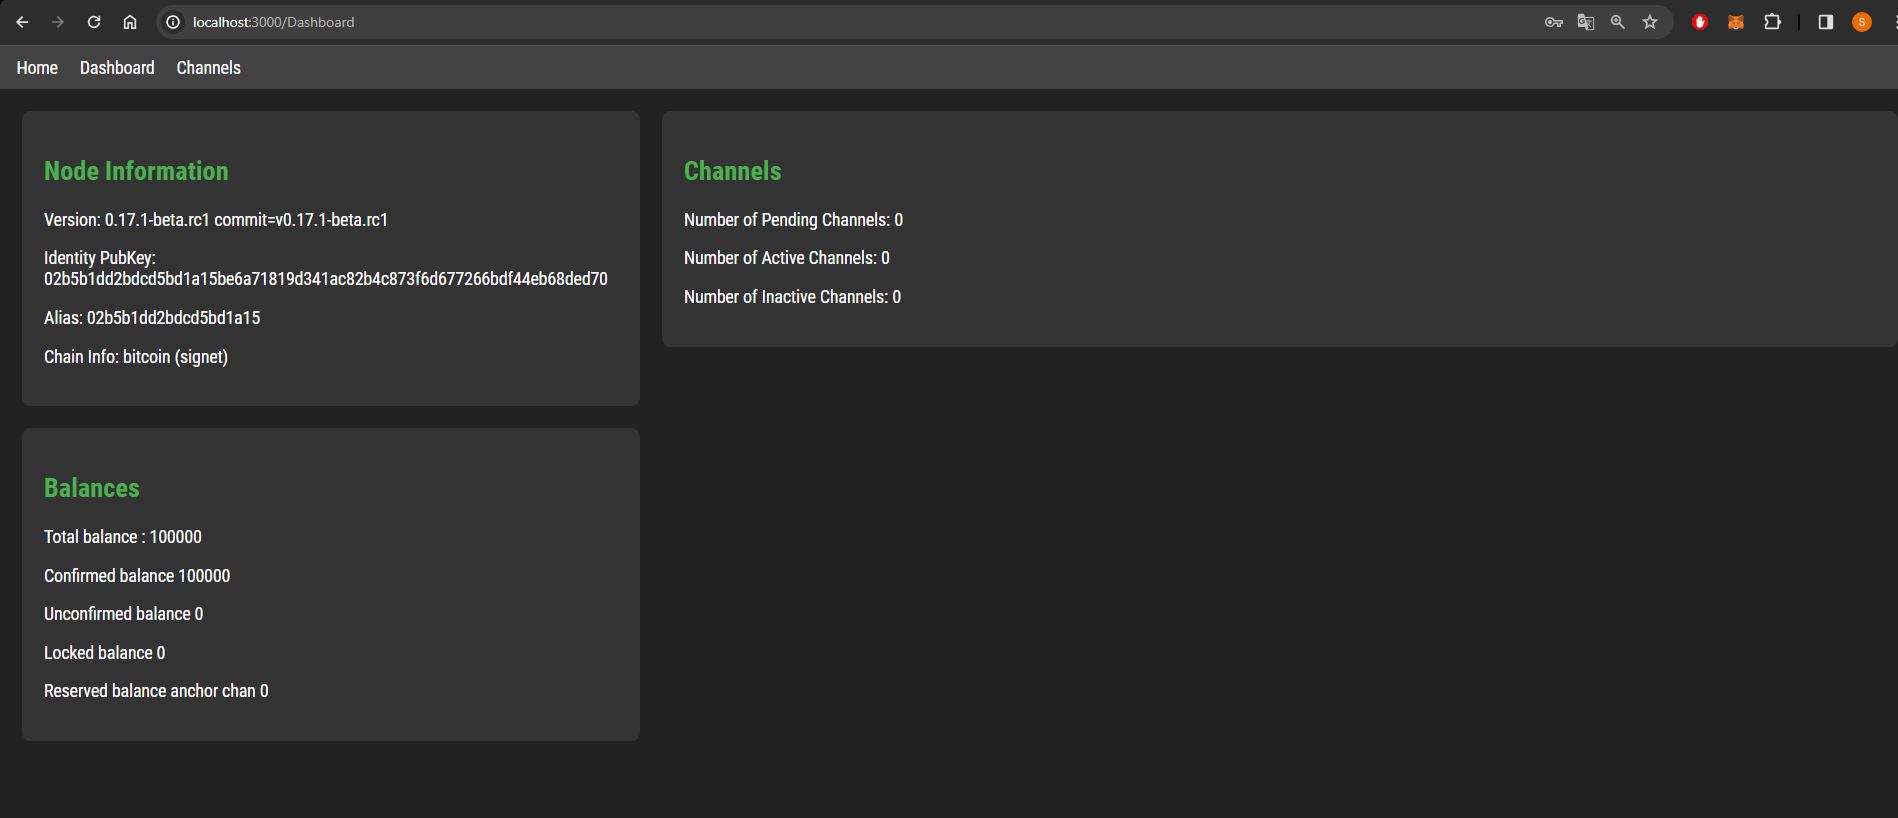 localhost:3000/Dashboard
S
Home Dashboard Channels
Node Information
Version: 0.17.1-beta.rc1 commit=v0.17.1-beta.rc1
Identity PubKey:
02b5b1dd2bdcd5bd1a15be6a71819d341ac82b4c873f6d677266bdf44eb68ded70
Alias: 02b5b1dd2bdcd5bd1a15
Chain Info: bitcoin (signet)
Channels
Number of Pending Channels: 0
Number of Active Channels: 0
Number of Inactive Channels: 0
Balances
Total balance : 100000
Confirmed balance 100000
Unconfirmed balance 0
Locked balance 0
Reserved balance anchor chan 0